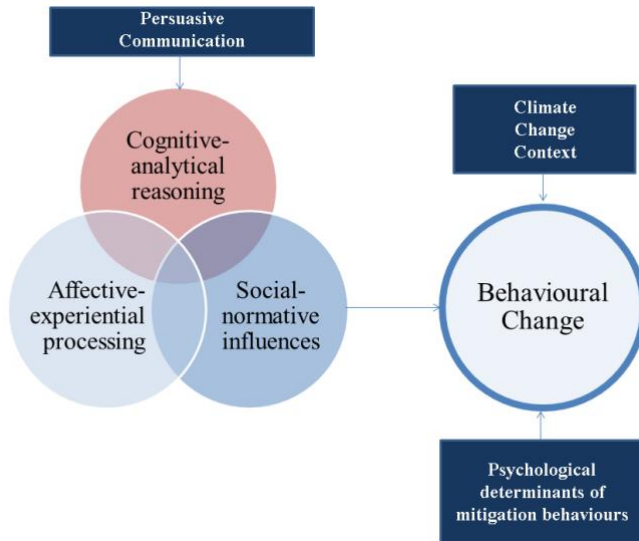 Persuasive
Communication
Cognitive-
analytical
reasoning
Affective-
experiential
processing
Social-
normative
influences
Climate
Change
Context
Behavioural
Change
Psychological
determinants of
mitigation behaviours